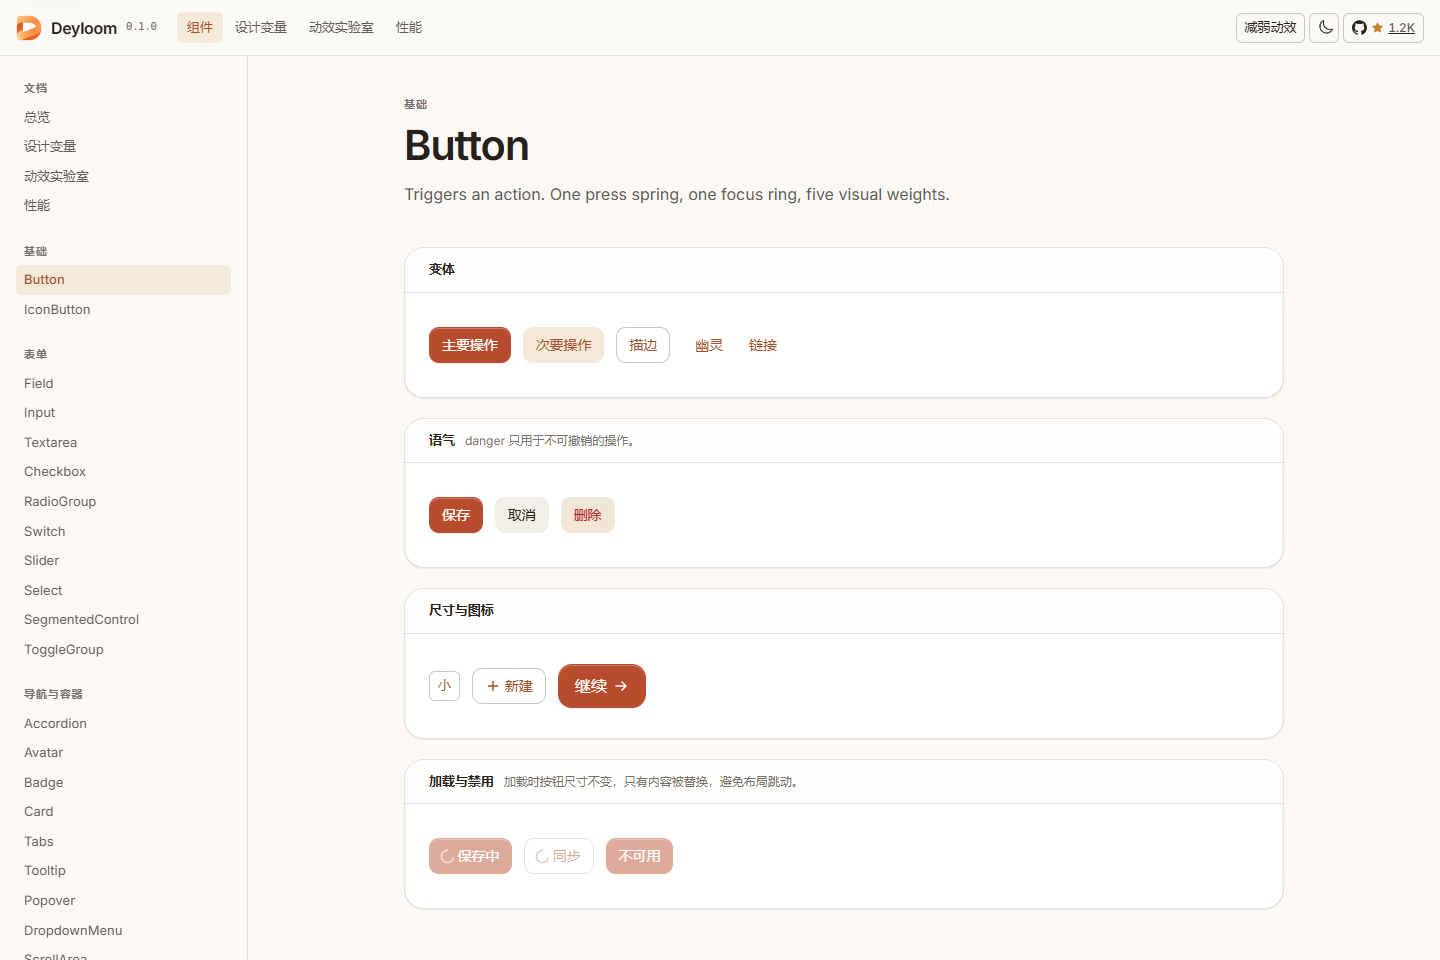 Deyloom 0.1.0 组件 设计变量 动效实验室 性能 减弱动效 1.2K
文档
总览
设计变量
动效实验室
性能
基础
Button
IconButton
表单
Field
Input
Textarea
Checkbox
RadioGroup
Switch
Slider
Select
SegmentedControl
ToggleGroup
导航与容器
Accordion
Avatar
Badge
Card
Tabs
Tooltip
Popover
DropdownMenu
ScrollArea
基础
Button
Triggers an action. One press spring, one focus ring, five visual weights.
变体
主要操作 次要操作 描边 幽灵 链接
语气 danger 只用于不可撤销的操作。
保存 取消 删除
尺寸与图标
小 新建 继续
加载与禁用 加载时按钮尺寸不变，只有内容被替换，避免布局跳动。
保存中 同步 不可用